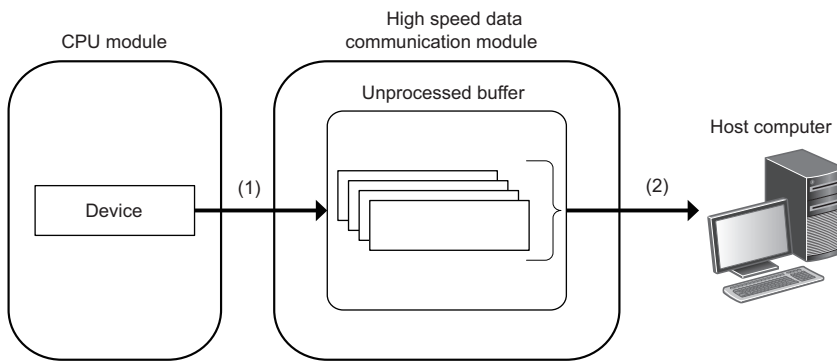 CPU module
High speed data
communication module
Unprocessed buffer
Host computer
Device
(1)
(2)